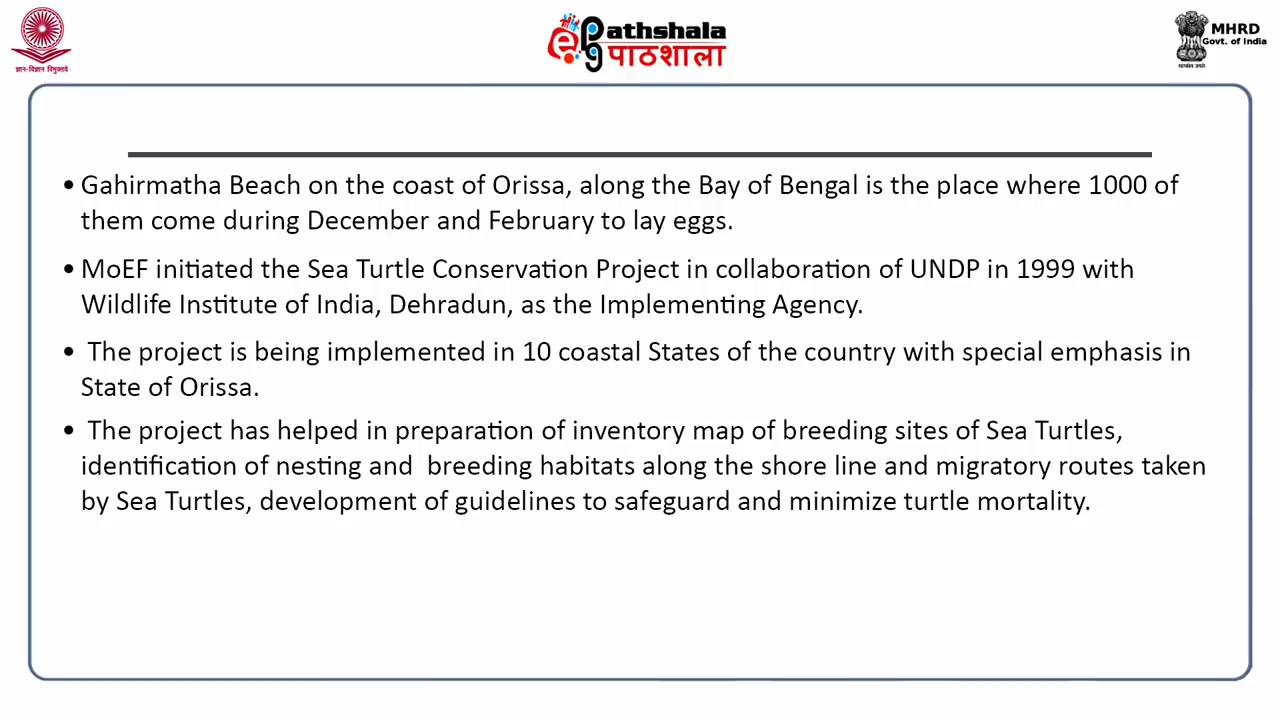 ज्ञान-विज्ञान विमुक्तये
ePG
athshala
पाठशाला
MHRD
Govt. of India
सत्यमेव जयते
• Gahirmatha Beach on the coast of Orissa, along the Bay of Bengal is the place where 1000 of
them come during December and February to lay eggs.
• MoEF initiated the Sea Turtle Conservation Project in collaboration of UNDP in 1999 with
Wildlife Institute of India, Dehradun, as the Implementing Agency.
• The project is being implemented in 10 coastal States of the country with special emphasis in
State of Orissa.
• The project has helped in preparation of inventory map of breeding sites of Sea Turtles,
identification of nesting and breeding habitats along the shore line and migratory routes taken
by Sea Turtles, development of guidelines to safeguard and minimize turtle mortality.